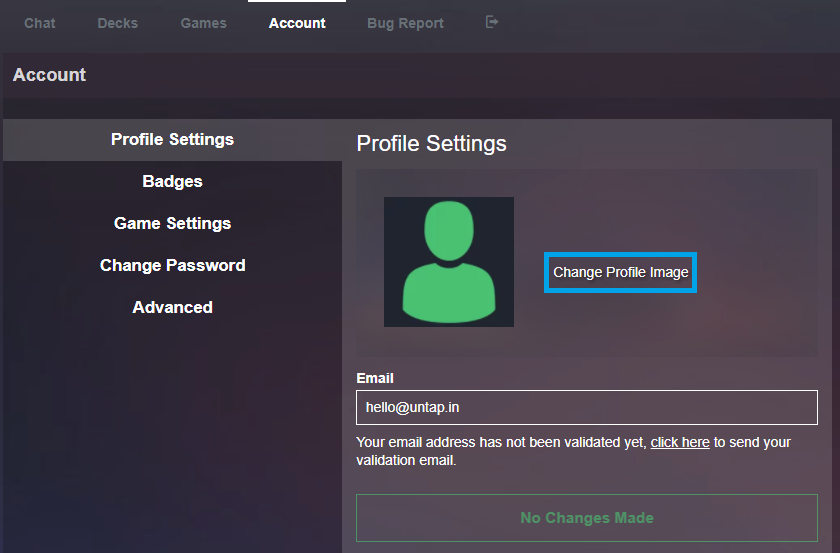 Chat Decks Games Account Bug Report
Account
Profile Settings
Badges
Game Settings
Change Password
Advanced
Profile Settings
Change Profile Image
Email
hello@untap.in
Your email address has not been validated yet, click here to send your
validation email.
No Changes Made